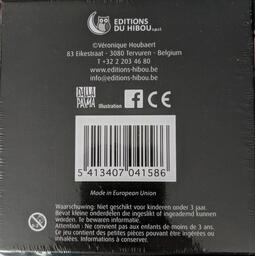 EDITIONS
DU HIBOU s.p.r.l.
©Véronique Houbaert
83 Eikestraat - 3080 Tervuren - Belgium
T +32 2 203 46 80
www.editions-hibou.be
info@editions-hibou.be
Illustration
f CE
5 413407 041586
Made in European Union
Waarschuwing: Niet geschikt voor kinderen onder 3 jaar.
Bevat kleine onderdelen die ingeslikt of ingeademd kunnen
worden. Te bewaren informatie.
Attention : Ne convient pas aux enfants de moins de 3 ans.
Ce jeu contient des petites pièces pouvant être ingérées ou
inhalées. Informations à conserver.